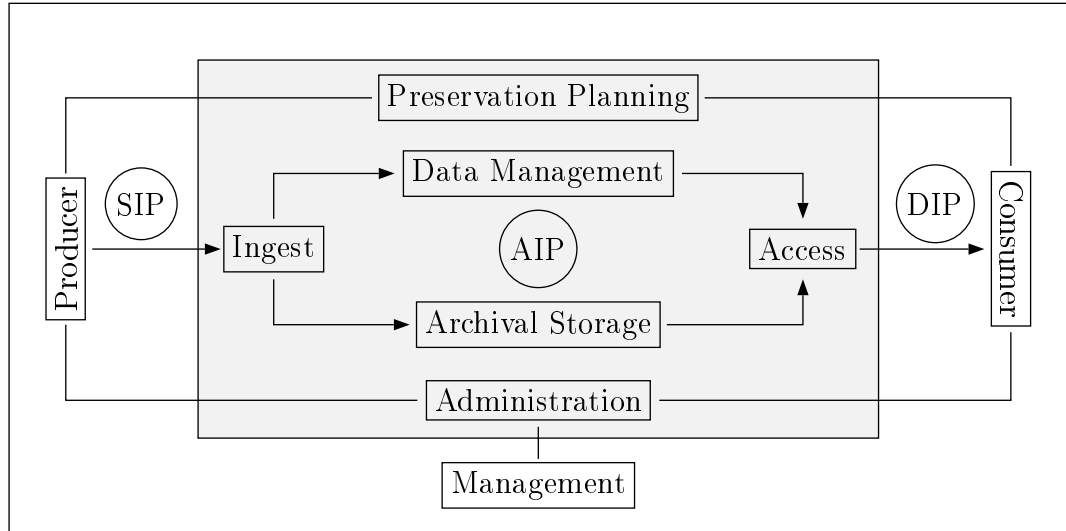 Preservation Planning
Data Management
SIP
DIP
Producer
Ingest
AIP
Access
Consumer
Archival Storage
Administration
Management